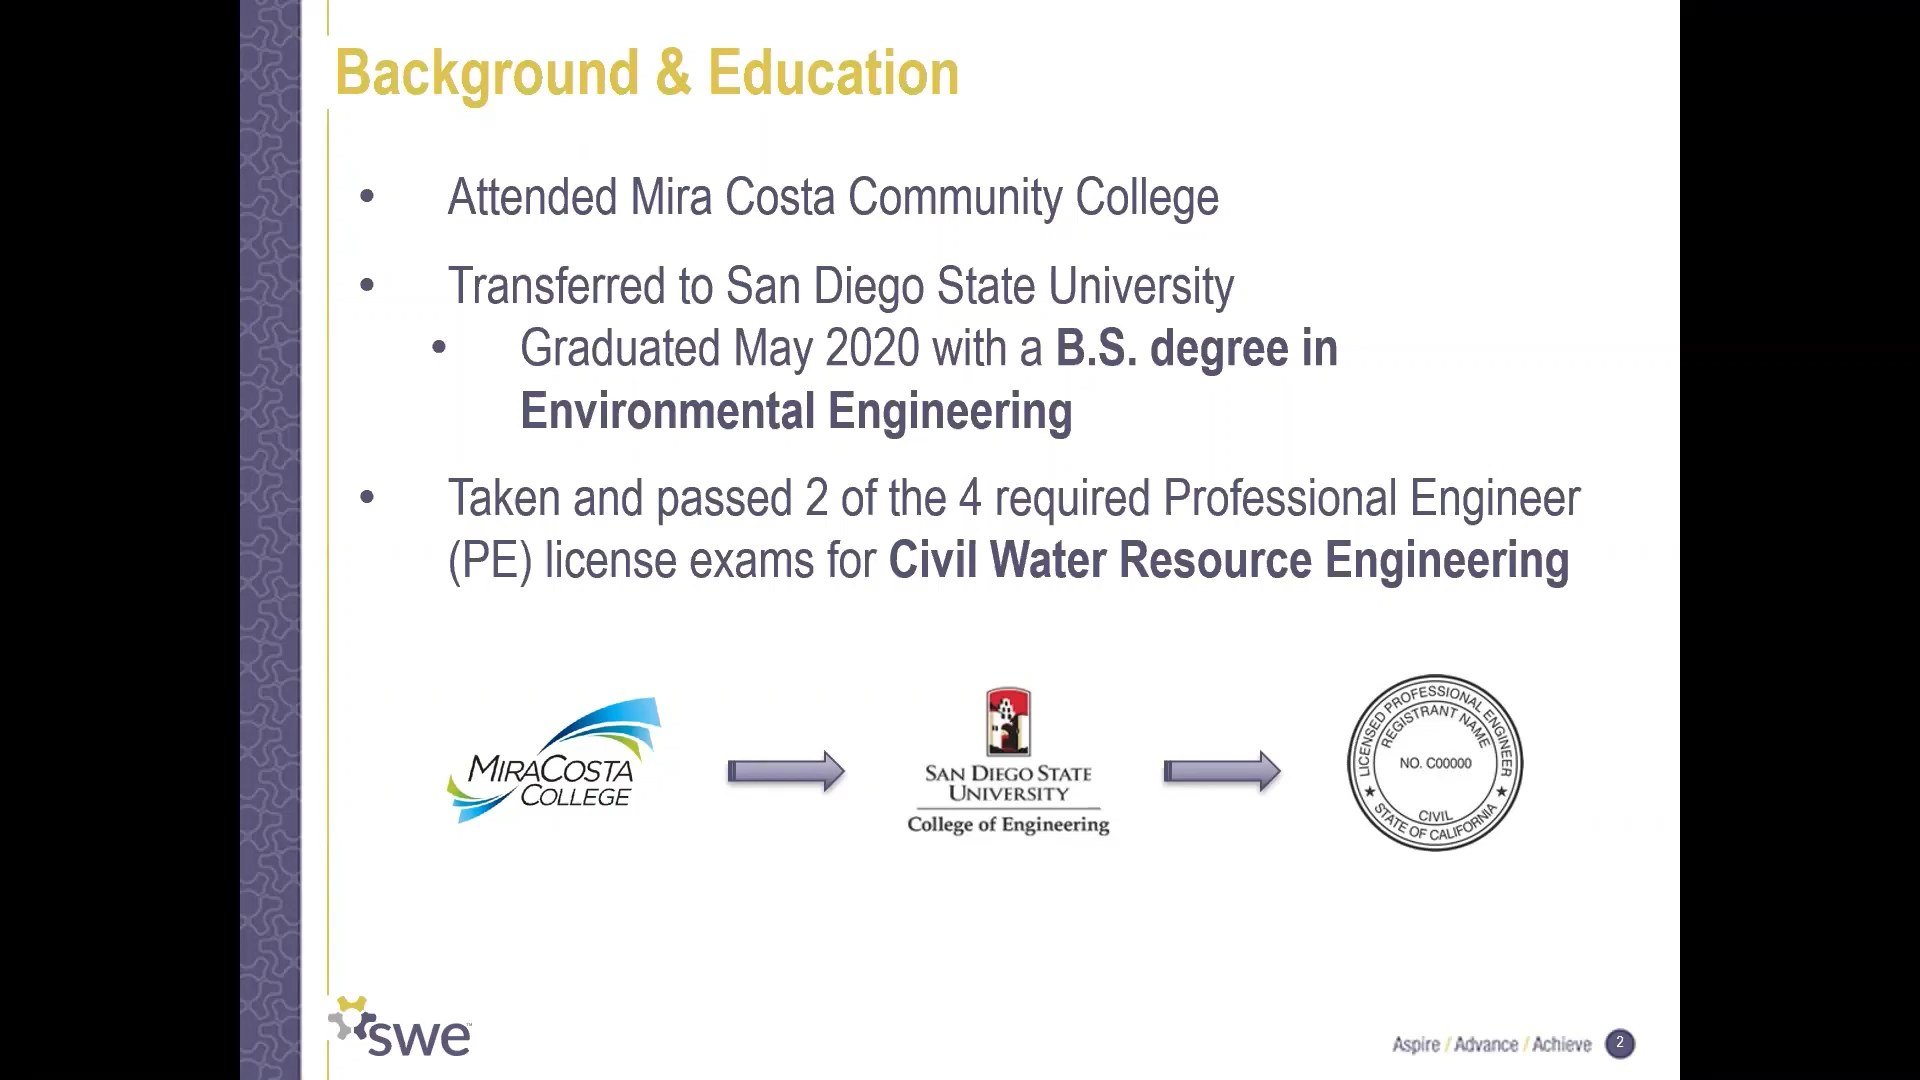 Background & Education
• Attended Mira Costa Community College
• Transferred to San Diego State University
• Graduated May 2020 with a B.S. degree in
Environmental Engineering
• Taken and passed 2 of the 4 required Professional Engineer
(PE) license exams for Civil Water Resource Engineering
MIRACOSTA
COLLEGE
SAN DIEGO STATE
UNIVERSITY
College of Engineering
LICENSED PROFESSIONAL ENGINEER
REGISTRANT NAME
NO. C00000
CIVIL
★ STATE OF CALIFORNIA ★
swe
Aspire / Advance / Achieve 2